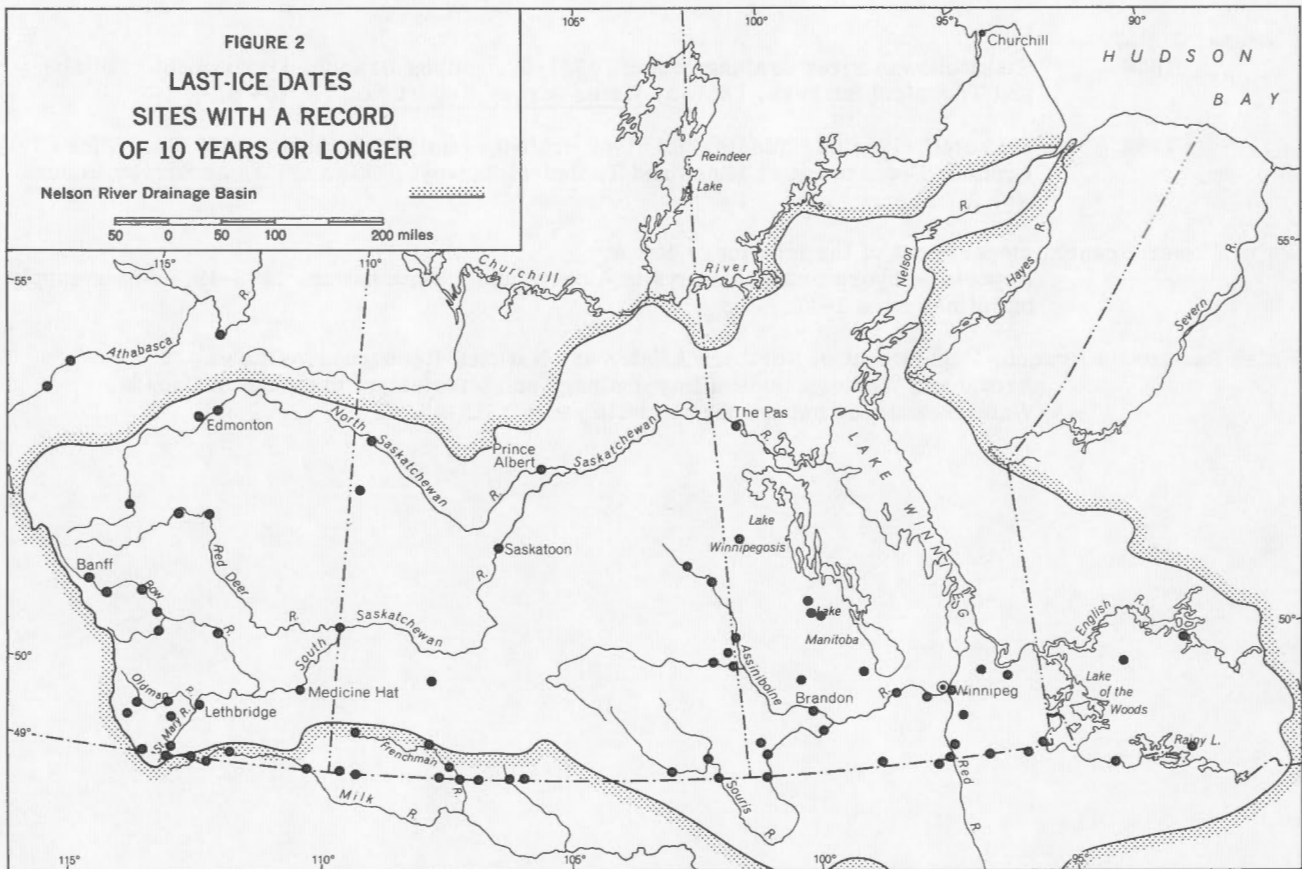 FIGURE 2
LAST-ICE DATES
SITES WITH A RECORD
OF 10 YEARS OR LONGER
Nelson River Drainage Basin
50 0 50 100 200 miles
105°
100°
95°
90°
Churchill
HUDSON
BAY
Reindeer
Lake
55°
115°
110°
Churchill
River
Nelson R.
Hayes R.
Severn R.
55°
Athabasca R.
Edmonton
North Saskatchewan R.
Prince
Albert
Saskatchewan R.
The Pas
LAKE WINNIPEG
Lake
Winnipegosis
Saskatoon
Banff
Bow R.
Red Deer R.
South Saskatchewan R.
Lake
Manitoba
English R.
50°
50°
Oldman R.
St. Mary R.
Lethbridge
Medicine Hat
Assiniboine R.
Brandon
Winnipeg
Lake
of the
Woods
Rainy L.
49°
Frenchman R.
Milk R.
Souris R.
Red R.
115°
110°
105°
100°
95°